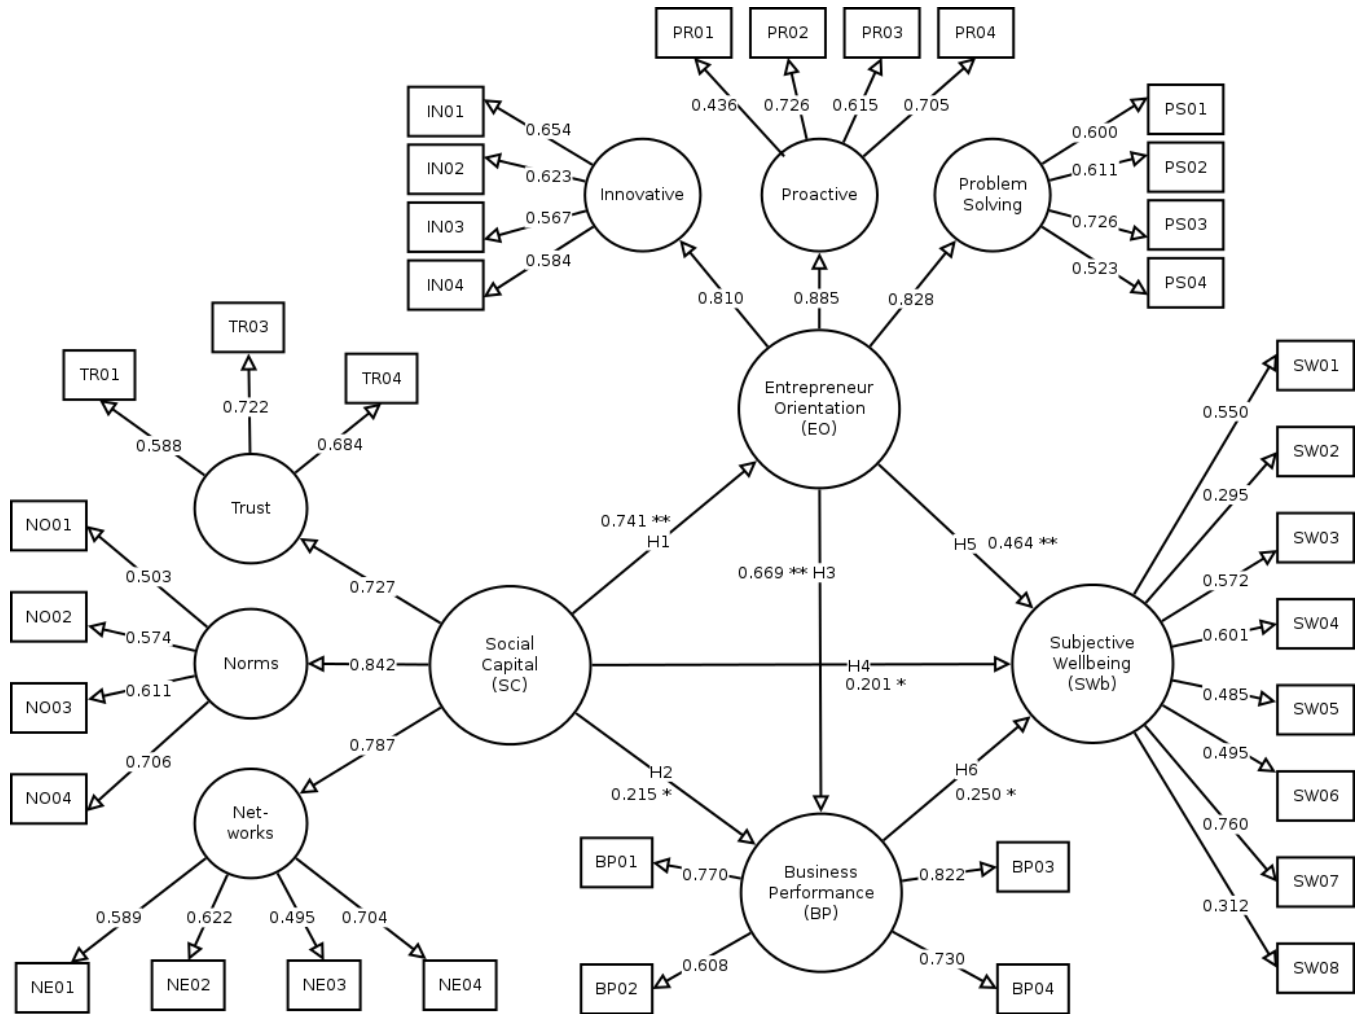 PR01
PR02
PR03
PR04
0.436
0.726
0.615
0.705
IN01
IN02
IN03
IN04
0.654
0.623
0.567
0.584
Innovative
Proactive
Problem
Solving
0.600
0.611
0.726
0.523
PS01
PS02
PS03
PS04
0.810
0.885
0.828
Entrepreneur
Orientation
(EO)
TR01
TR03
TR04
0.588
0.722
0.684
Trust
NO01
NO02
NO03
NO04
0.503
0.574
0.611
0.706
Norms
0.727
0.842
0.787
Social
Capital
(SC)
0.741 **
H1
0.669 ** H3
H5 0.464 **
H4
0.201 *
H2
0.215 *
H6
0.250 *
Subjective
Wellbeing
(SWb)
0.550
0.295
0.572
0.601
0.485
0.495
0.760
0.312
SW01
SW02
SW03
SW04
SW05
SW06
SW07
SW08
Net-
works
0.589
0.622
0.495
0.704
NE01
NE02
NE03
NE04
Business
Performance
(BP)
BP01
BP02
BP03
BP04
0.770
0.608
0.822
0.730